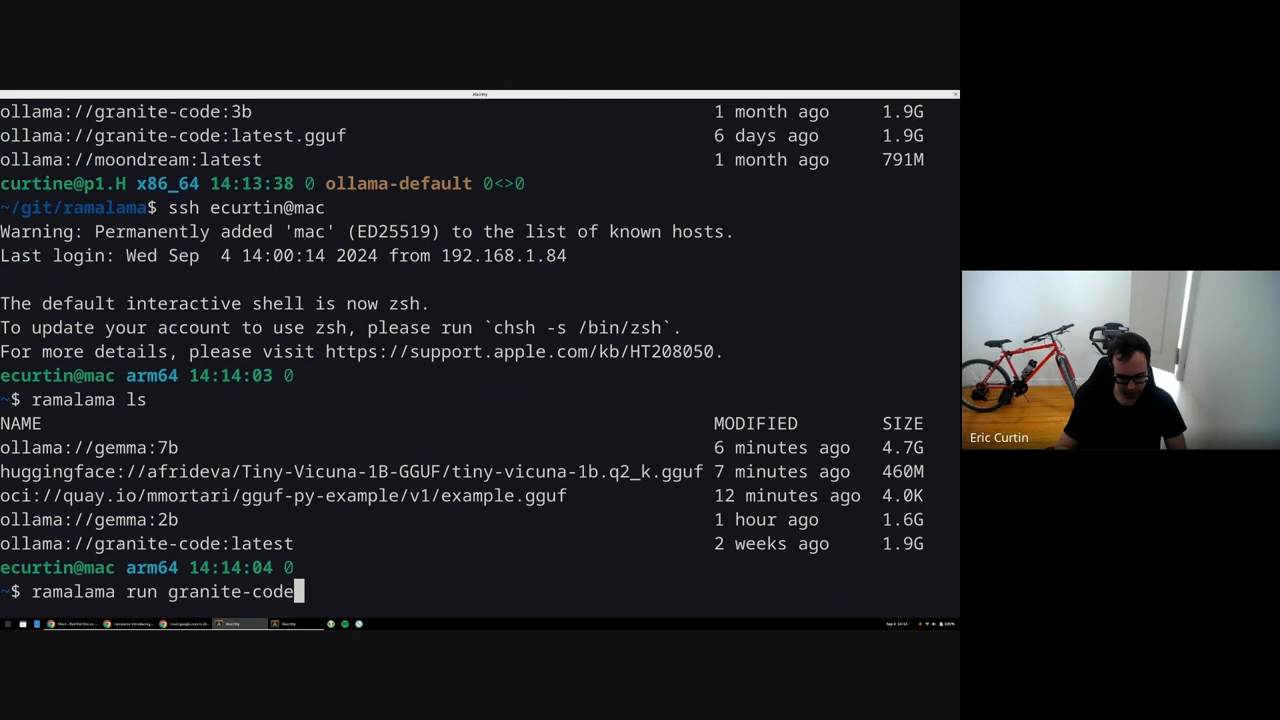 Alacritty
ollama://granite-code:3b 1 month ago 1.9G
ollama://granite-code:latest.gguf 6 days ago 1.9G
ollama://moondream:latest 1 month ago 791M
curtine@p1.H x86_64 14:13:38 0 ollama-default 0<>0
~/git/ramalama$ ssh ecurtin@mac
Warning: Permanently added 'mac' (ED25519) to the list of known hosts.
Last login: Wed Sep  4 14:00:14 2024 from 192.168.1.84
The default interactive shell is now zsh.
To update your account to use zsh, please run `chsh -s /bin/zsh`.
For more details, please visit https://support.apple.com/kb/HT208050.
ecurtin@mac arm64 14:14:03 0
~$ ramalama ls
NAME MODIFIED SIZE
ollama://gemma:7b 6 minutes ago 4.7G
huggingface://afrideva/Tiny-Vicuna-1B-GGUF/tiny-vicuna-1b.q2_k.gguf 7 minutes ago 460M
oci://quay.io/mmortari/gguf-py-example/v1/example.gguf 12 minutes ago 4.0K
ollama://gemma:2b 1 hour ago 1.6G
ollama://granite-code:latest 2 weeks ago 1.9G
ecurtin@mac arm64 14:14:04 0
~$ ramalama run granite-code
Alacritty Alacritty Sep 4 14:14 100%
Eric Curtin